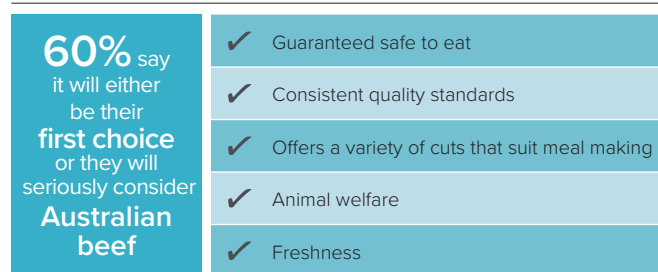 60% say
it will either
be their
first choice
or they will
seriously consider
Australian
beef
✓ Guaranteed safe to eat
✓ Consistent quality standards
✓ Offers a variety of cuts that suit meal making
✓ Animal welfare
✓ Freshness